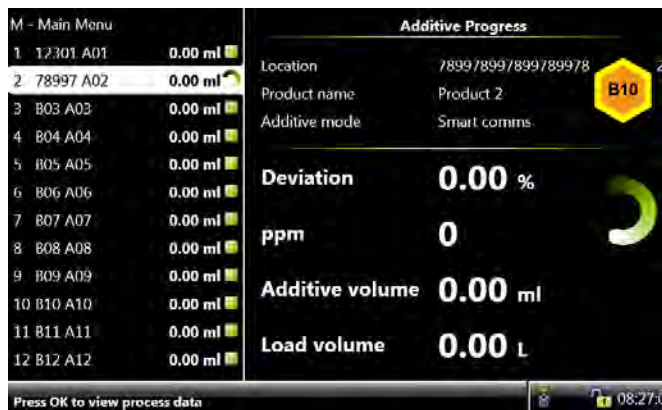 M - Main Menu
1 12301 A01 0.00 ml
2 78997 A02 0.00 ml
3 B03 A03 0.00 ml
4 B04 A04 0.00 ml
5 B05 A05 0.00 ml
6 B06 A06 0.00 ml
7 B07 A07 0.00 ml
8 B08 A08 0.00 ml
9 B09 A09 0.00 ml
10 B10 A10 0.00 ml
11 B11 A11 0.00 ml
12 B12 A12 0.00 ml
Press OK to view process data
Additive Progress
Location 789978997899789978
Product name Product 2
Additive mode Smart comms
B10
Deviation 0.00 %
ppm 0
Additive volume 0.00 ml
Load volume 0.00 L
08:27: